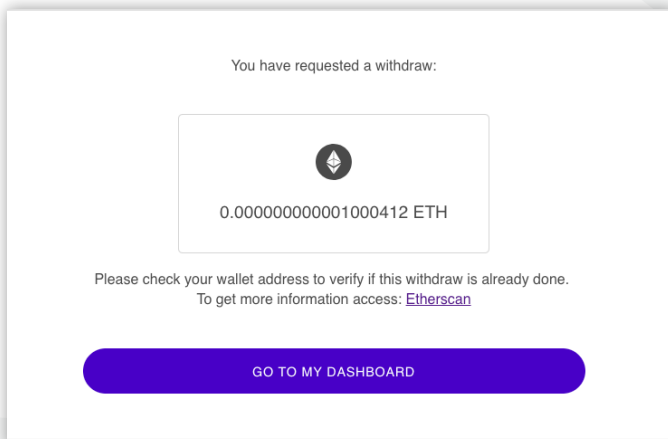 You have requested a withdraw:
0.000000000001000412 ETH
Please check your wallet address to verify if this withdraw is already done.
To get more information access: Etherscan
GO TO MY DASHBOARD